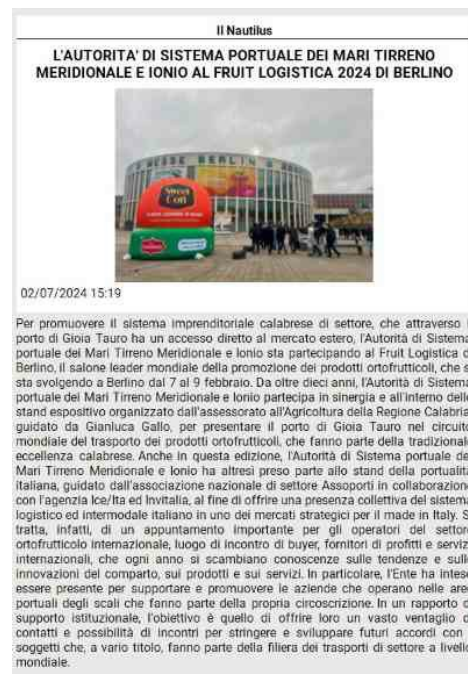 Il Nautilus
L'AUTORITA' DI SISTEMA PORTUALE DEI MARI TIRRENO
MERIDIONALE E IONIO AL FRUIT LOGISTICA 2024 DI BERLINO
MESSE BERLIN
Sweet
Gold
02/07/2024 15:19
Per promuovere il sistema imprenditoriale calabrese di settore, che attraverso
porto di Gioia Tauro ha un accesso diretto al mercato estero, l'Autorità di Sistema
portuale dei Mari Tirreno Meridionale e Ionio sta partecipando al Fruit Logistica d
Berlino, il salone leader mondiale della promozione dei prodotti ortofrutticoli, che s
sta svolgendo a Berlino dal 7 al 9 febbraio. Da oltre dieci anni, l'Autorità di Sistema
portuale dei Mari Tirreno Meridionale e Ionio partecipa in sinergia e all'interno dello
stand espositivo organizzato dall'assessorato all'Agricoltura della Regione Calabria
guidato da Gianluca Gallo, per presentare il porto di Gioia Tauro nel circuito
mondiale del trasporto dei prodotti ortofrutticoli, che fanno parte della tradizionale
eccellenza calabrese. Anche in questa edizione, l'Autorità di Sistema portuale de
Mari Tirreno Meridionale e Ionio ha altresì preso parte allo stand della portualità
italiana, guidato dall'associazione nazionale di settore Assoporti in collaborazione
con l'agenzia Ice/Ita ed Invitalia, al fine di offrire una presenza collettiva del sistema
logistico ed intermodale italiano in uno dei mercati strategici per il made in Italy. S
tratta, infatti, di un appuntamento importante per gli operatori del settore
ortofrutticolo internazionale, luogo di incontro di buyer, fornitori di profitti e serviz
internazionali, che ogni anno si scambiano conoscenze sulle tendenze e sulle
innovazioni del comparto, sui prodotti e sui servizi. In particolare, l'Ente ha inteso
essere presente per supportare e promuovere le aziende che operano nelle aree
portuali degli scali che fanno parte della propria circoscrizione. In un rapporto d
supporto istituzionale, l'obiettivo è quello di offrire loro un vasto ventaglio d
contatti e possibilità di incontri per stringere e sviluppare futuri accordi con
soggetti che, a vario titolo, fanno parte della filiera dei trasporti di settore a livello
mondiale.